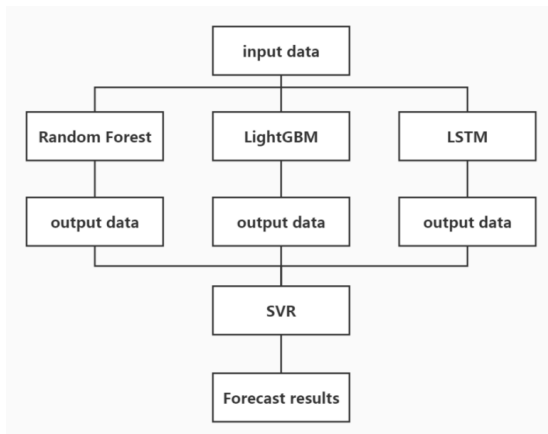 input data
Random Forest
LightGBM
LSTM
output data
output data
output data
SVR
Forecast results